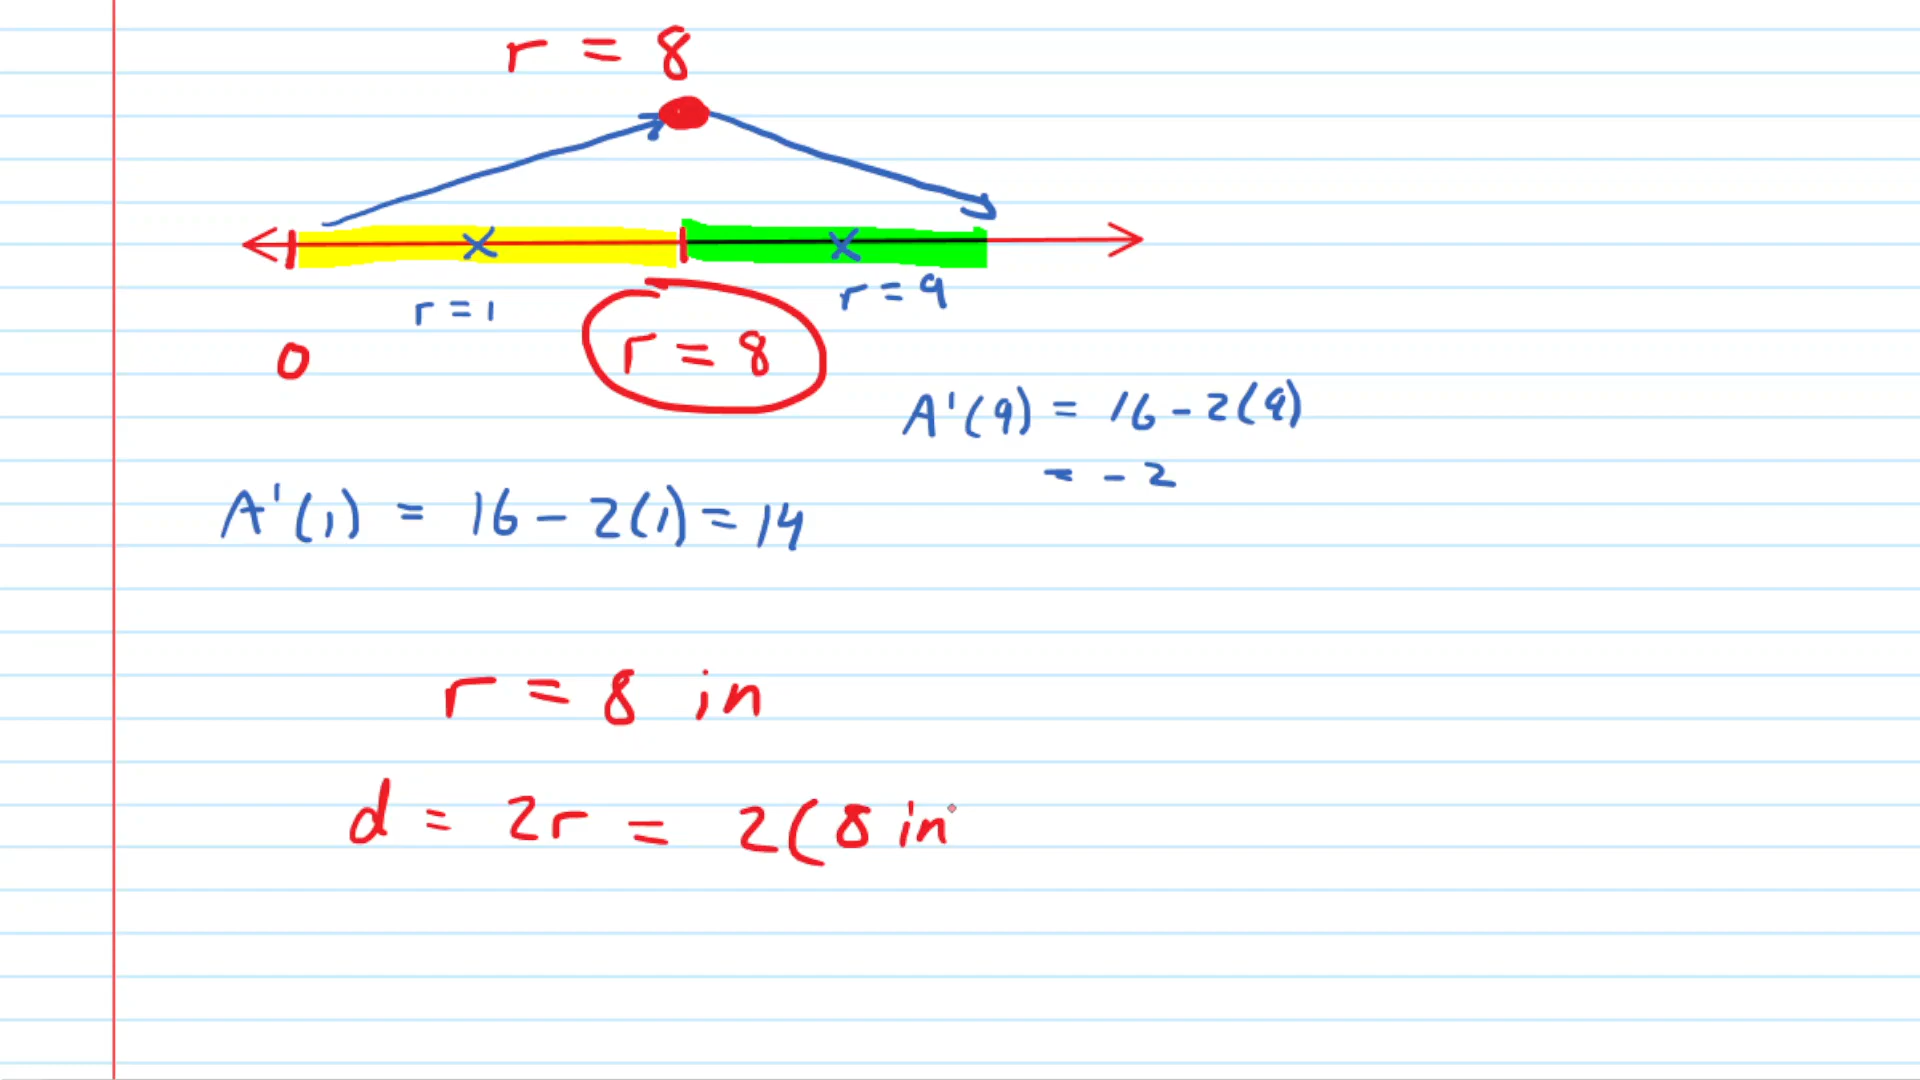 r = 8
r = 1
r = 9
0
r = 8
A'(9) = 16 - 2(9)
= - 2
A'(1) = 16 - 2(1) = 14
r = 8 in
d = 2r = 2(8 in